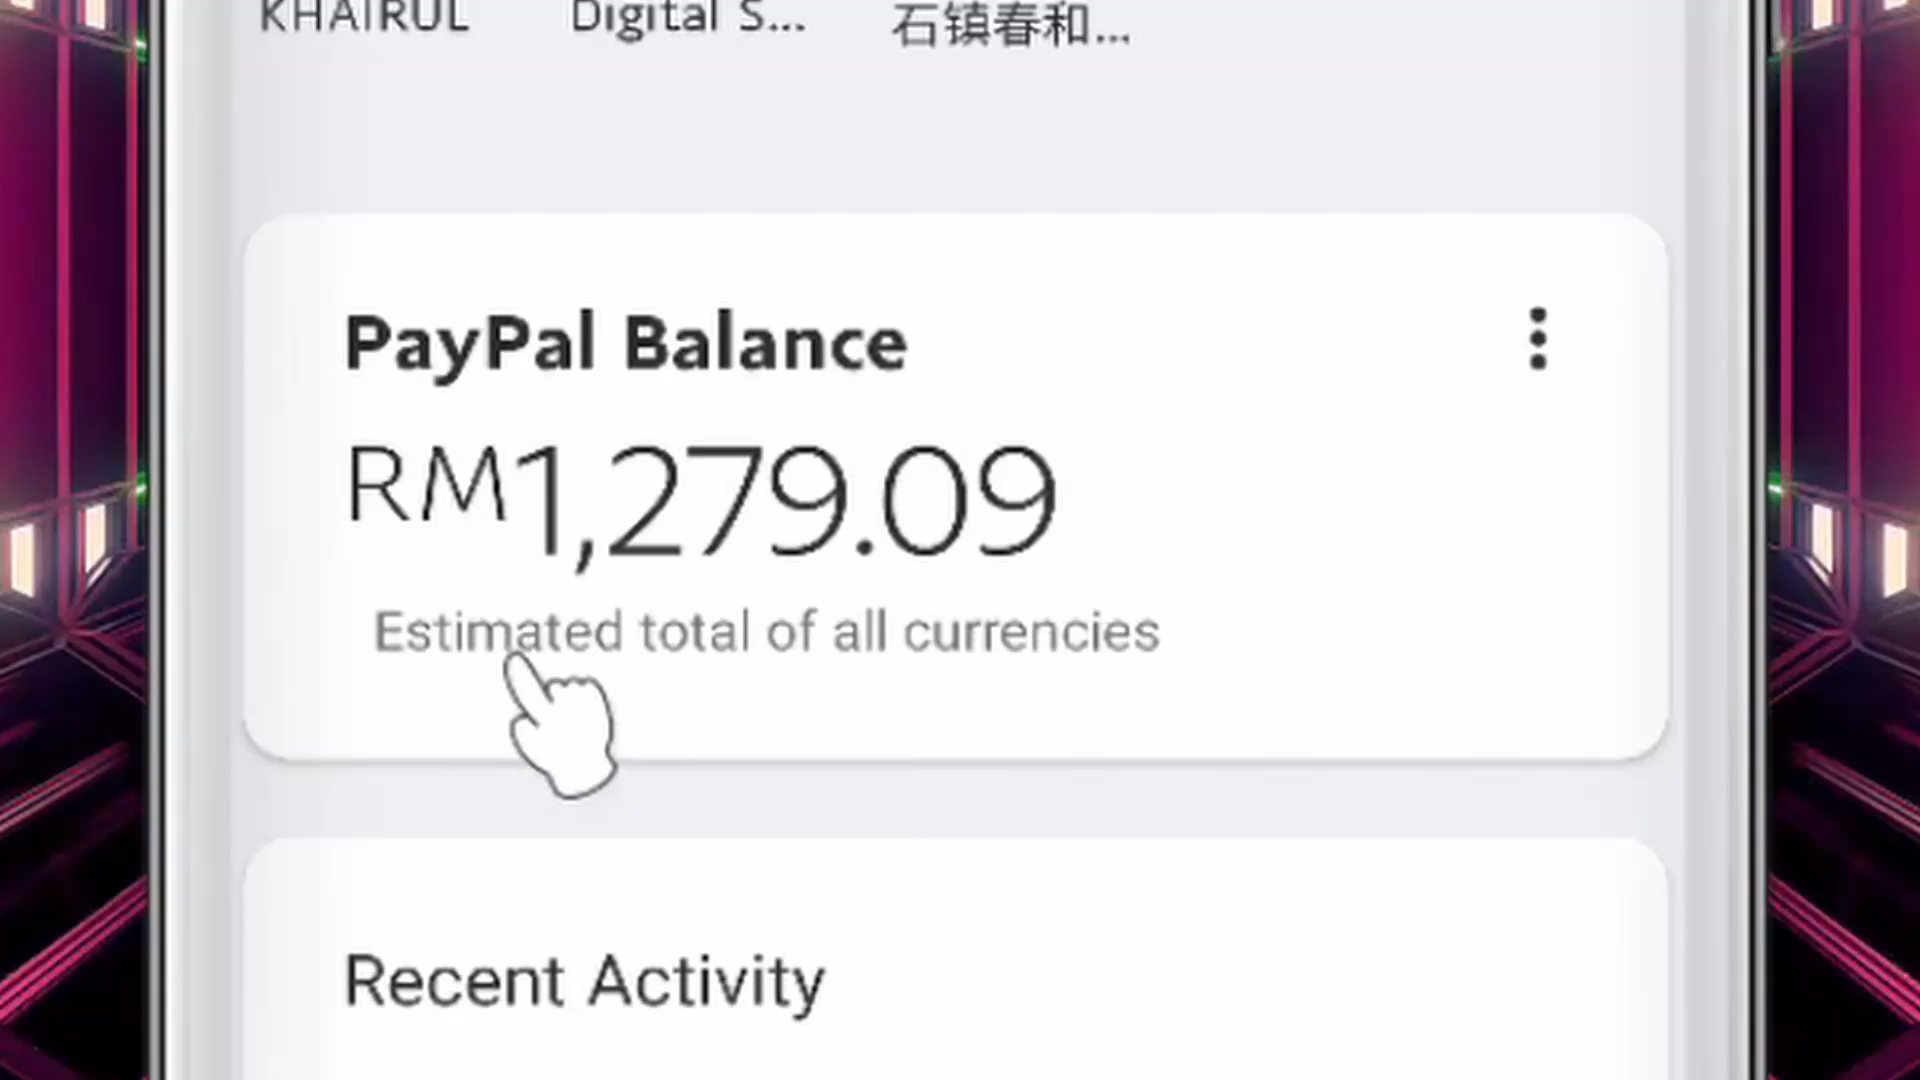 KHAIRUL Digital S... 石镇春和...
PayPal Balance
RM1,279.09
Estimated total of all currencies
Recent Activity